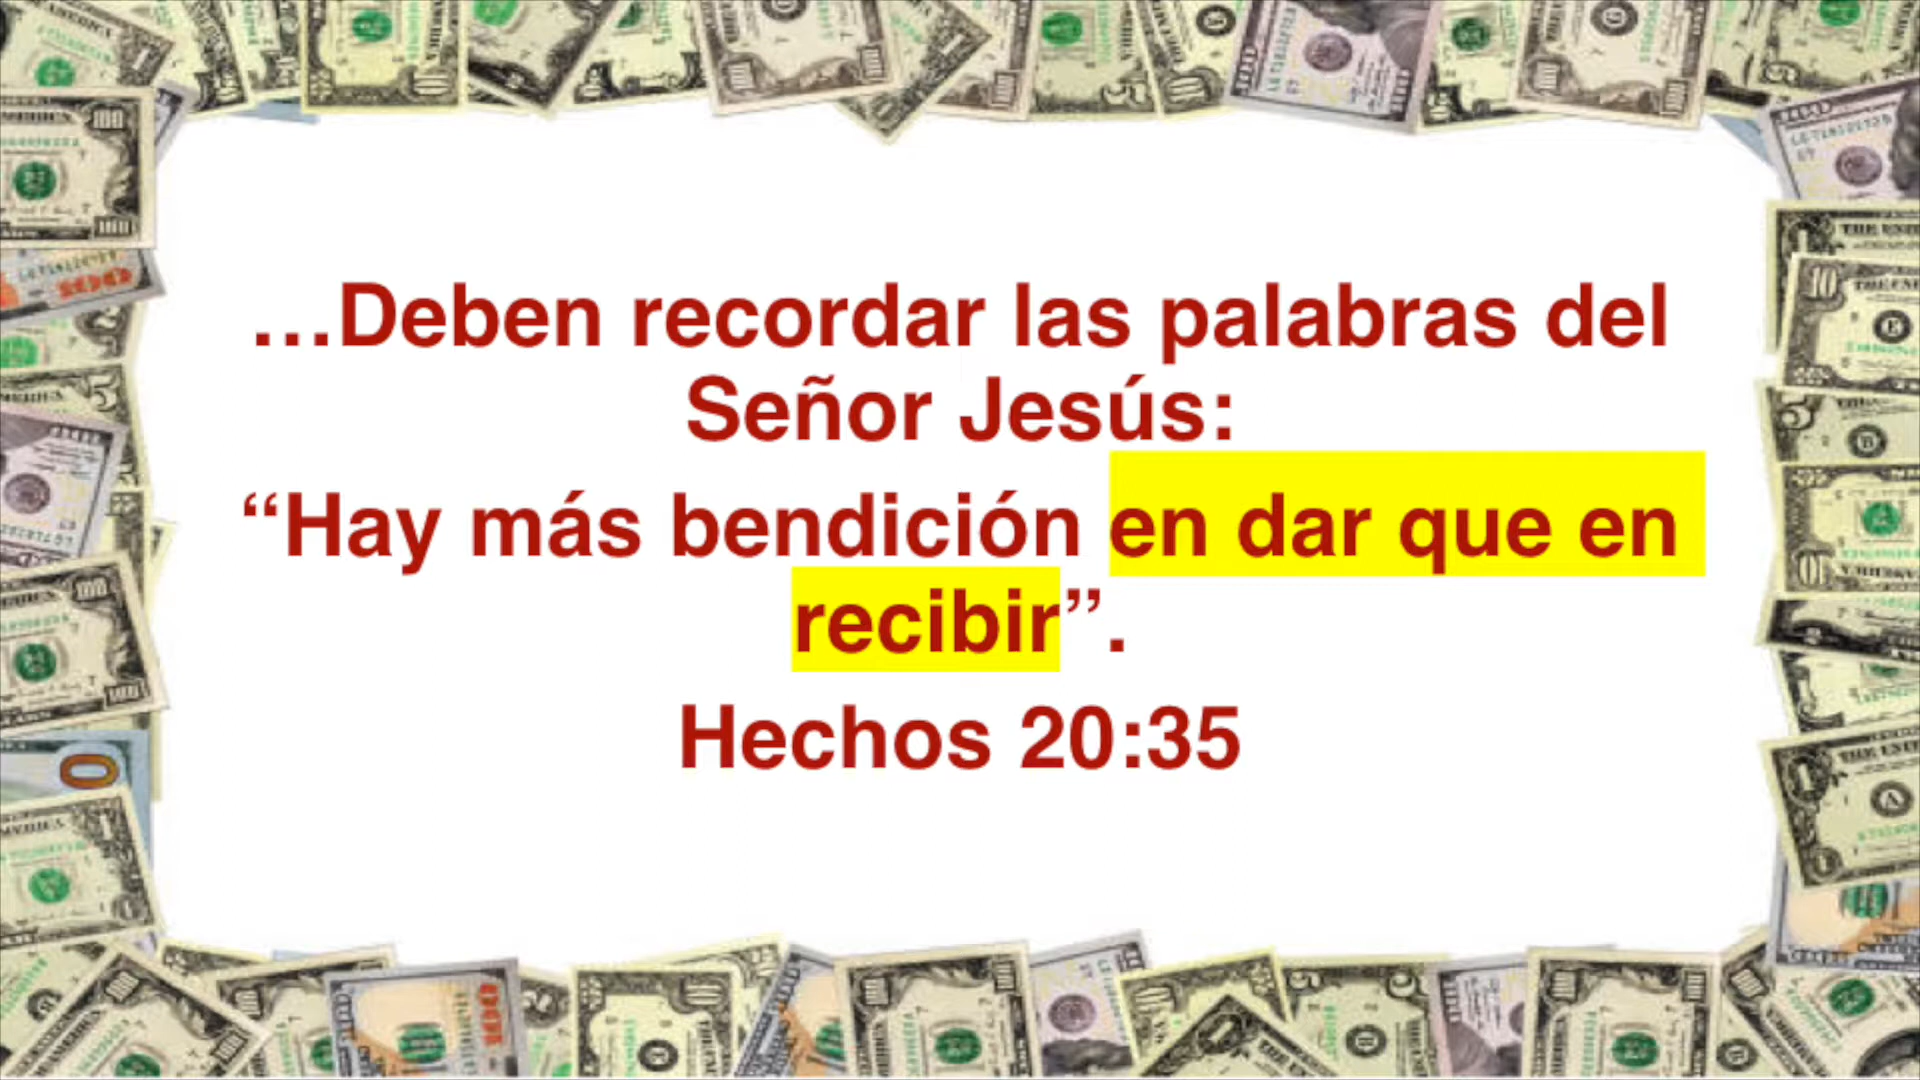 …Deben recordar las palabras del
Señor Jesús:
“Hay más bendición en dar que en
recibir”.
Hechos 20:35